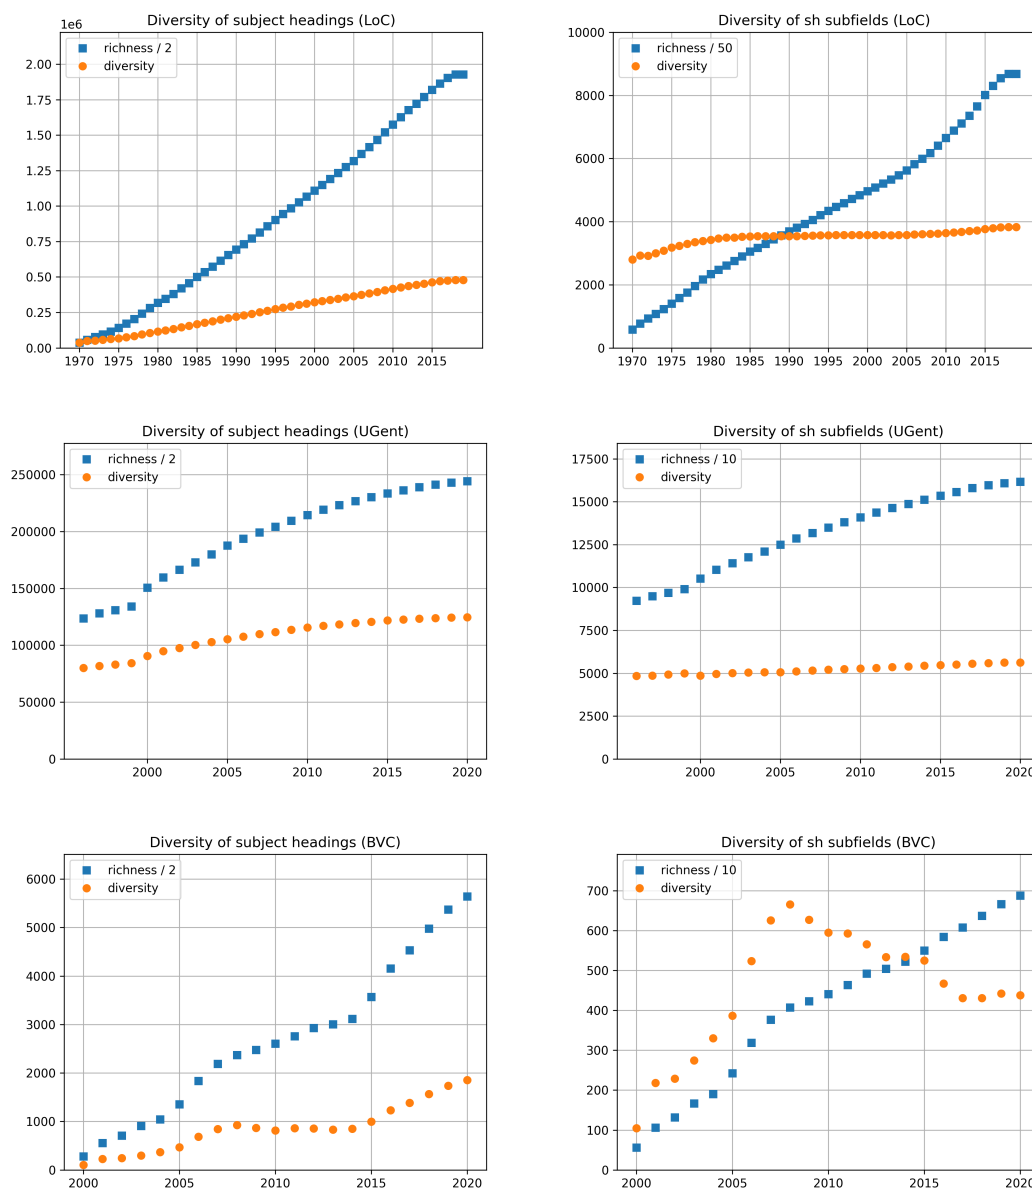 Diversity of subject headings (LoC)
1e6
richness / 2
diversity
2.00
1.75
1.50
1.25
1.00
0.75
0.50
0.25
0.00
1970 1975 1980 1985 1990 1995 2000 2005 2010 2015
Diversity of sh subfields (LoC)
richness / 50
diversity
10000
8000
6000
4000
2000
0
1970 1975 1980 1985 1990 1995 2000 2005 2010 2015
Diversity of subject headings (UGent)
richness / 2
diversity
250000
200000
150000
100000
50000
0
2000 2005 2010 2015 2020
Diversity of sh subfields (UGent)
richness / 10
diversity
17500
15000
12500
10000
7500
5000
2500
0
2000 2005 2010 2015 2020
Diversity of subject headings (BVC)
richness / 2
diversity
6000
5000
4000
3000
2000
1000
0
2000 2005 2010 2015 2020
Diversity of sh subfields (BVC)
richness / 10
diversity
700
600
500
400
300
200
100
0
2000 2005 2010 2015 2020